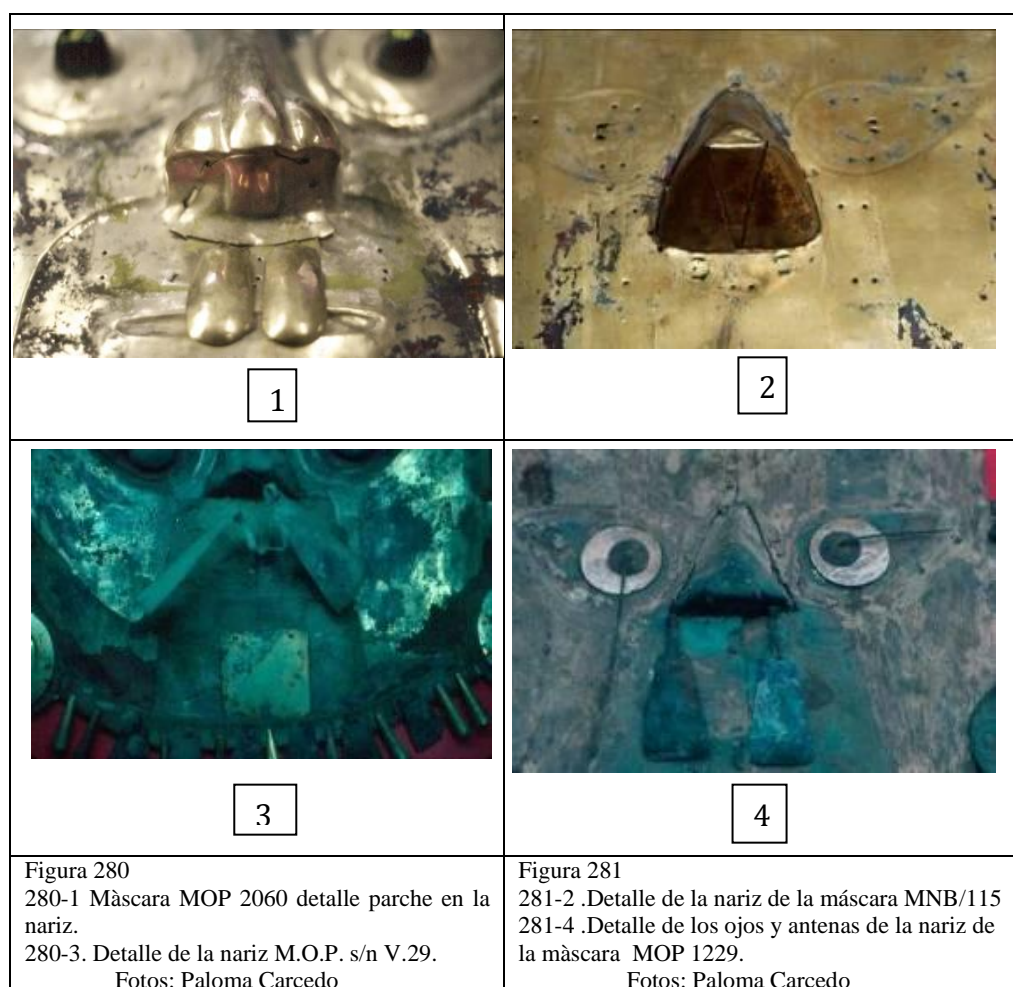 1
2
3
4
Figura 280
280-1 Màscara MOP 2060 detalle parche en la
nariz.
280-3. Detalle de la nariz M.O.P. s/n V.29.
Fotos: Paloma Carcedo
Figura 281
281-2 .Detalle de la nariz de la máscara MNB/115
281-4 .Detalle de los ojos y antenas de la nariz de
la màscara MOP 1229.
Fotos: Paloma Carcedo